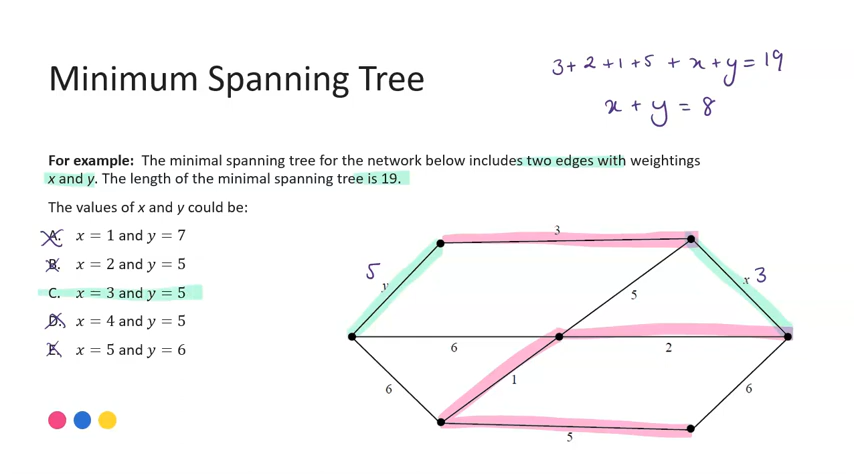 3+2+1+5+x+y=19
x+y=8
Minimum Spanning Tree
For example: The minimal spanning tree for the network below includes two edges with weightings
x and y. The length of the minimal spanning tree is 19.
The values of x and y could be:
A. x = 1 and y = 7
B. x = 2 and y = 5
C. x = 3 and y = 5
D. x = 4 and y = 5
E. x = 5 and y = 6
3
5
y
x 3
5
6
2
6
1
6
5